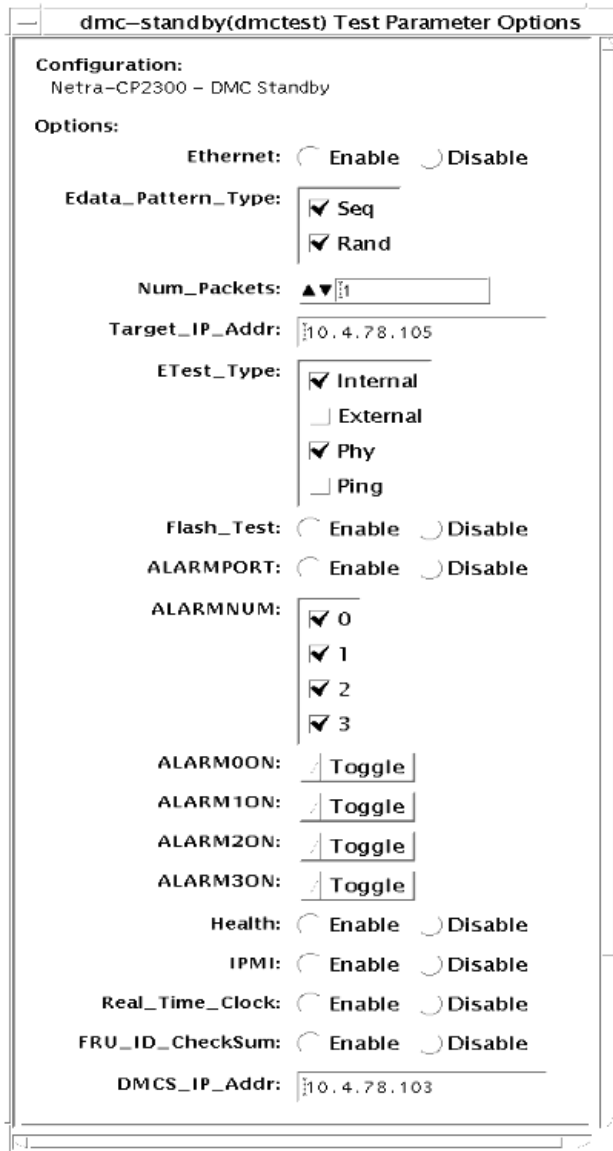 dmc-standby(dmctest) Test Parameter Options
Configuration:
Netra-CP2300 - DMC Standby
Options:
Ethernet: Enable Disable
Edata_Pattern_Type: Seq
Rand
Num_Packets: 1
Target_IP_Addr: 10.4.78.105
ETest_Type: Internal
External
Phy
Ping
Flash_Test: Enable Disable
ALARMPORT: Enable Disable
ALARMNUM: 0
1
2
3
ALARM0ON: Toggle
ALARM1ON: Toggle
ALARM2ON: Toggle
ALARM3ON: Toggle
Health: Enable Disable
IPMI: Enable Disable
Real_Time_Clock: Enable Disable
FRU_ID_CheckSum: Enable Disable
DMCS_IP_Addr: 10.4.78.103